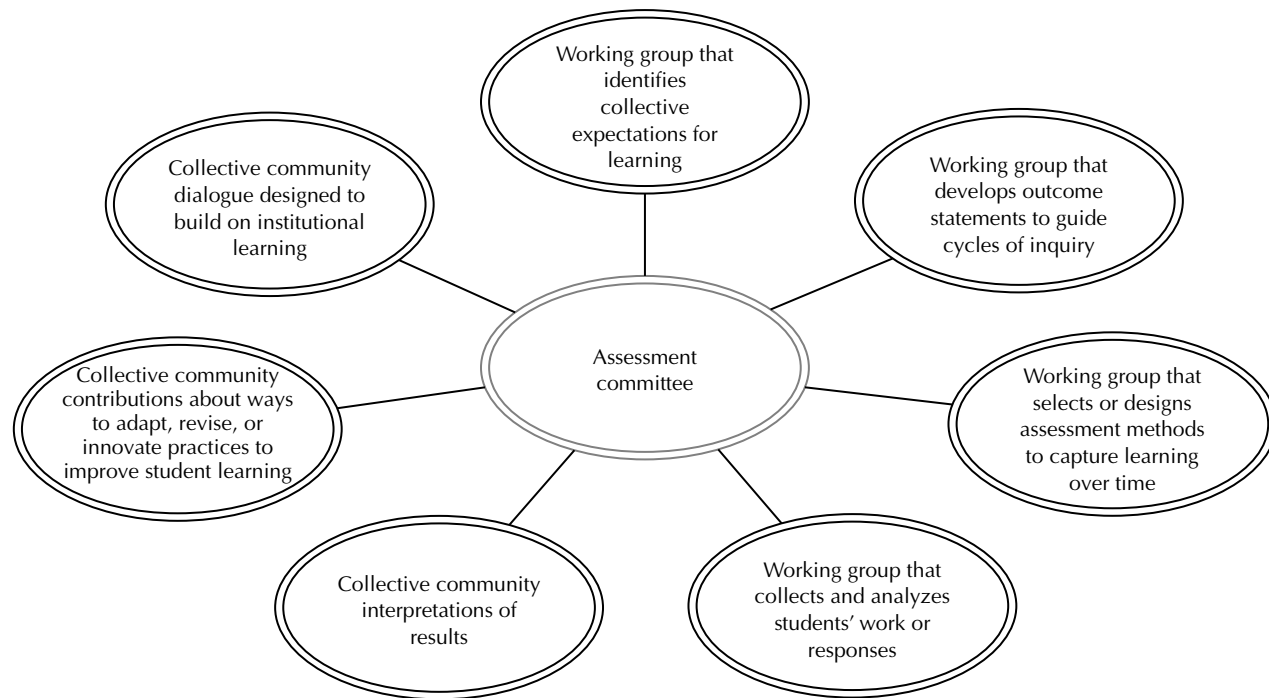 Working group that
identifies
collective
expectations for
learning
Working group that
develops outcome
statements to guide
cycles of inquiry
Working group that
selects or designs
assessment methods
to capture learning
over time
Working group that
collects and analyzes
students’ work or
responses
Collective community
interpretations of
results
Collective community
contributions about ways
to adapt, revise, or
innovate practices to
improve student learning
Collective community
dialogue designed to
build on institutional
learning
Assessment
committee